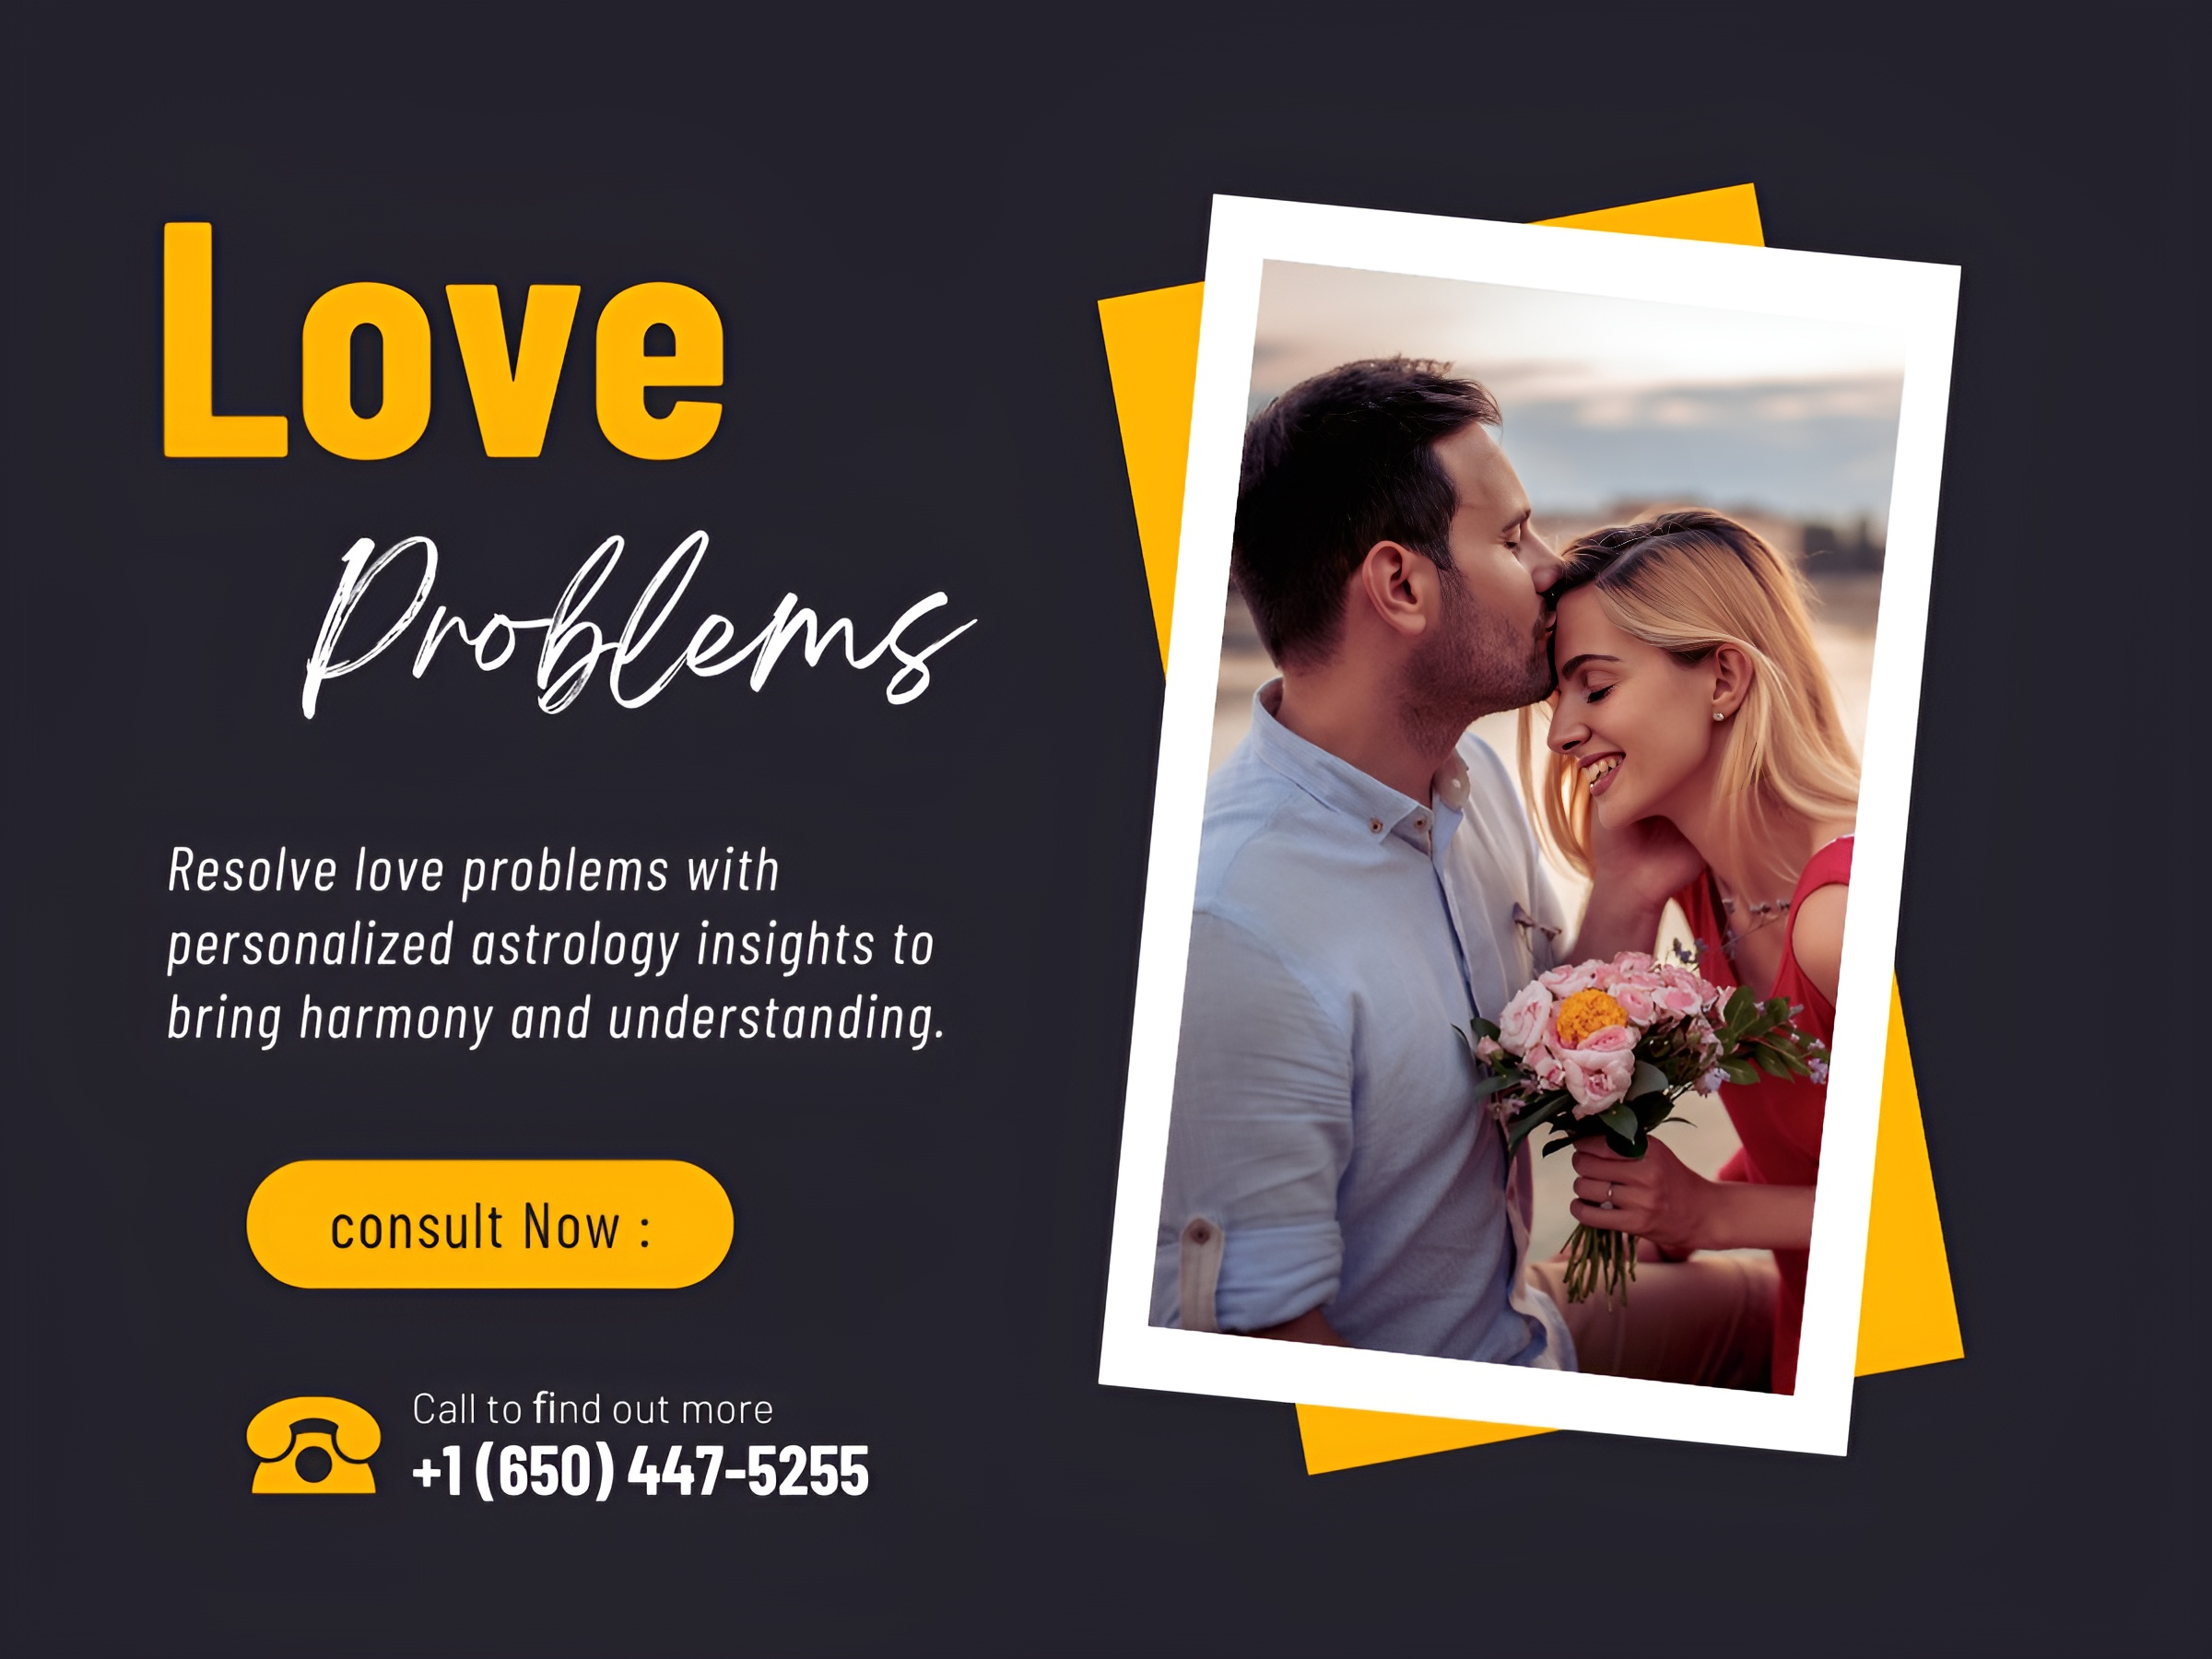 Love
Problems
Resolve love problems with
personalized astrology insights to
bring harmony and understanding.
consult Now :
Call to find out more
+1 (650) 447-5255